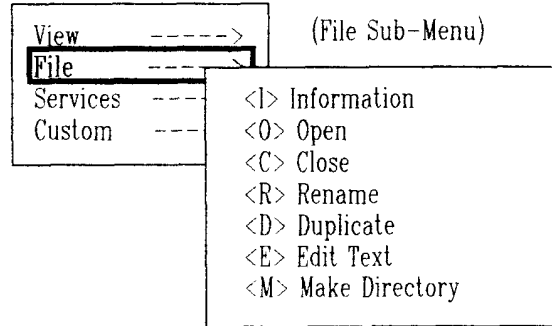 View ----->
(File Sub-Menu)
File ----->
Services ----
Custom ---
<I> Information
<O> Open
<C> Close
<R> Rename
<D> Duplicate
<E> Edit Text
<M> Make Directory